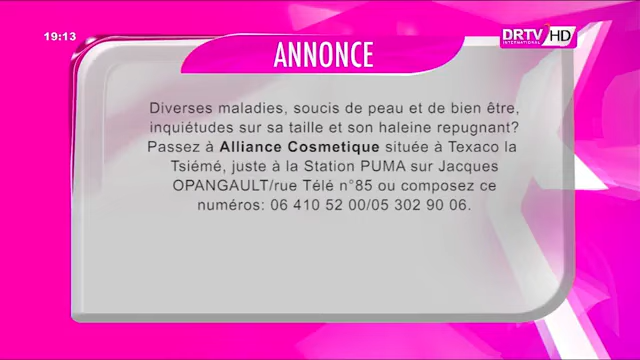 19:13
DRTV HD
INTERNATIONAL
ANNONCE
Diverses maladies, soucis de peau et de bien être,
inquiétudes sur sa taille et son haleine repugnant?
Passez à Alliance Cosmetique située à Texaco la
Tsiémé, juste à la Station PUMA sur Jacques
OPANGAULT/rue Télé n°85 ou composez ce
numéros: 06 410 52 00/05 302 90 06.